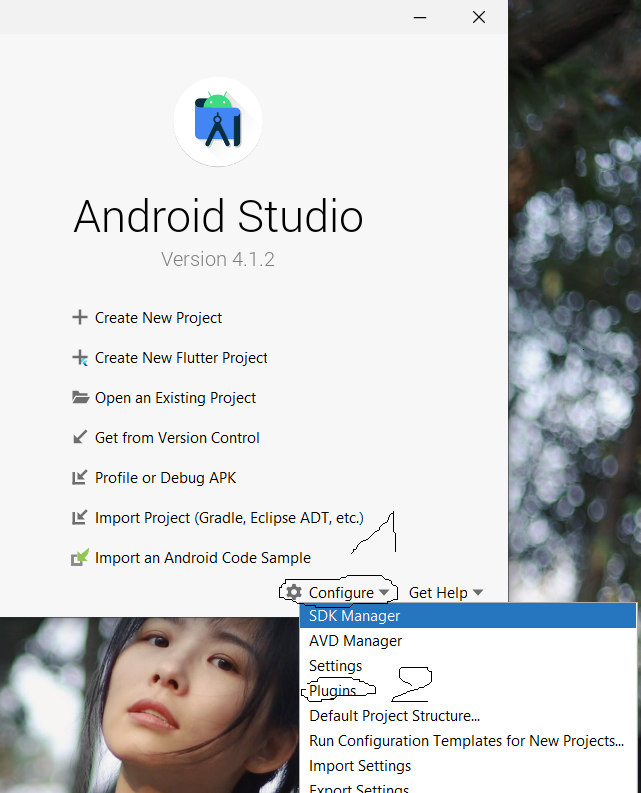 Android Studio
Version 4.1.2
Create New Project
Create New Flutter Project
Open an Existing Project
Get from Version Control
Profile or Debug APK
Import Project (Gradle, Eclipse ADT, etc.)
1
Import an Android Code Sample
Configure Get Help
SDK Manager
AVD Manager
Settings
Plugins 2
Default Project Structure...
Run Configuration Templates for New Projects...
Import Settings
Export Settings